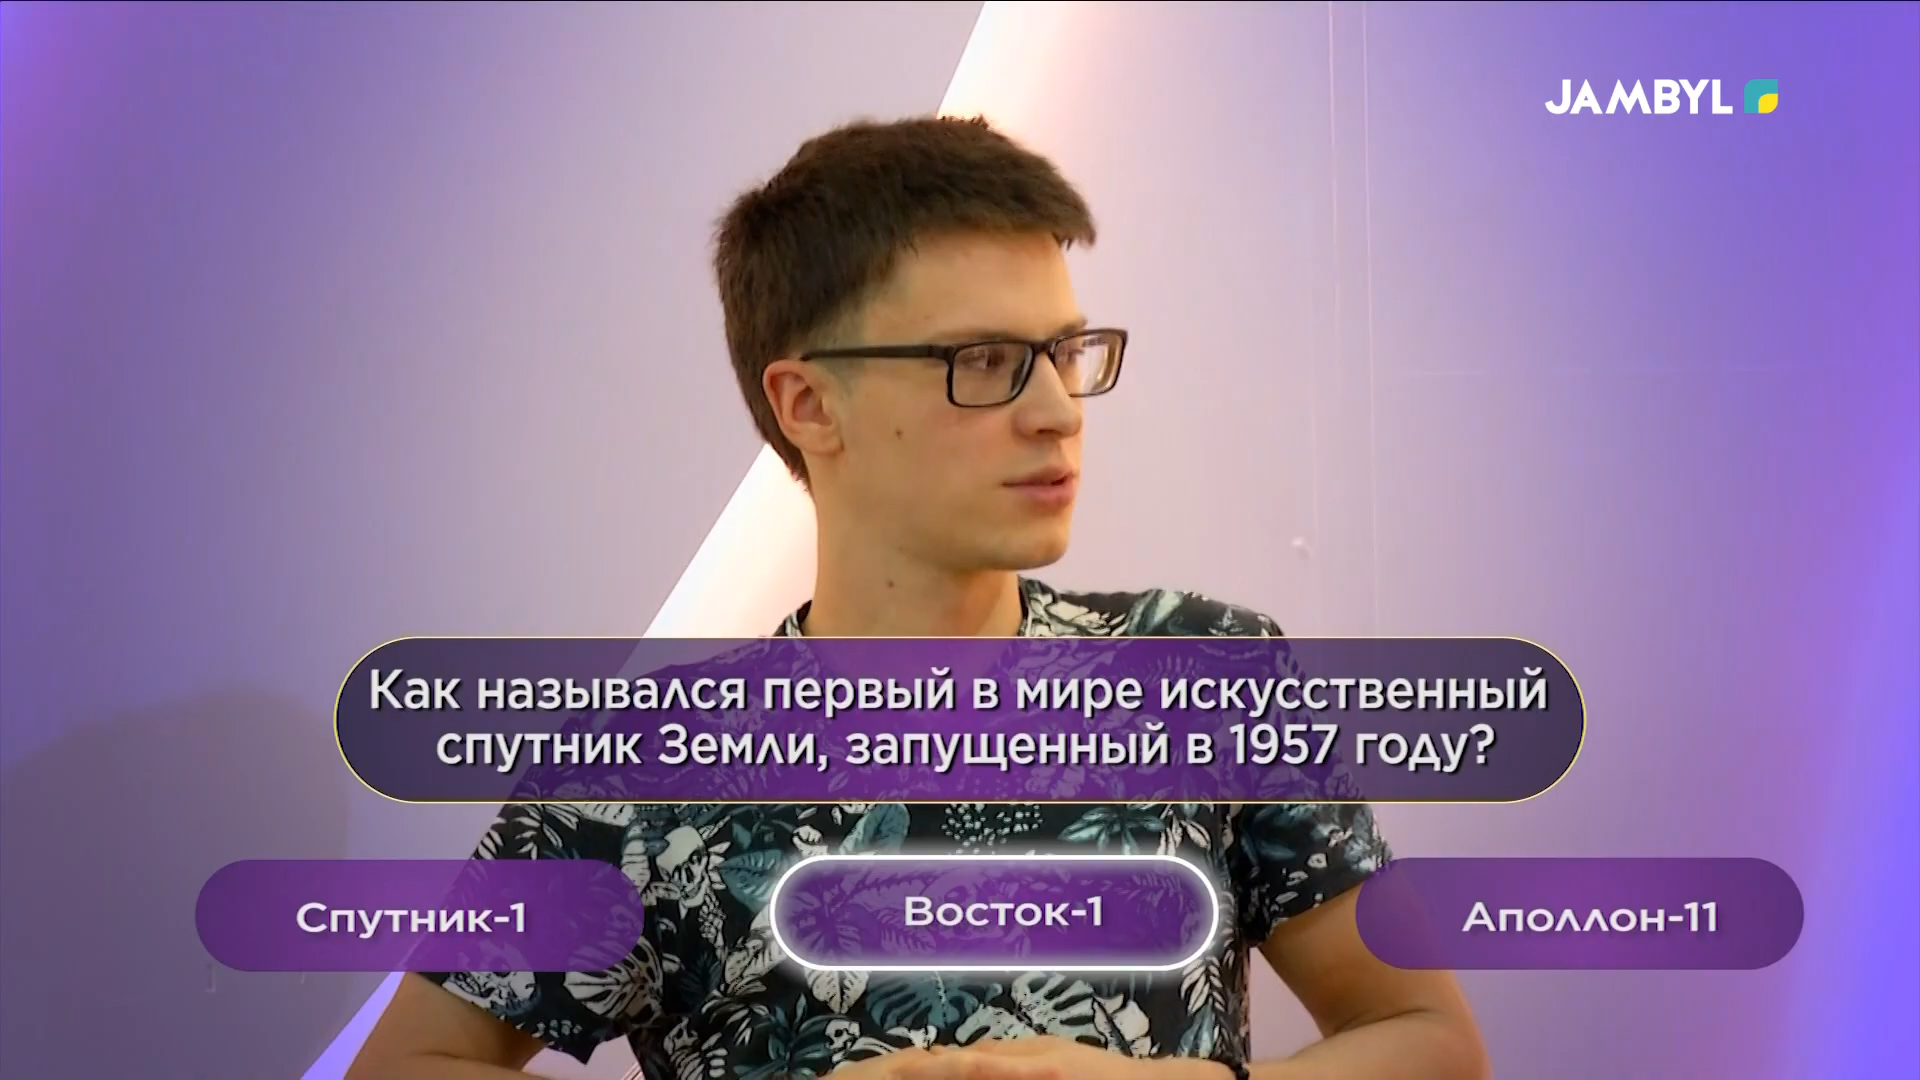 JAMBYL
Как назывался первый в мире искусственный
спутник Земли, запущенный в 1957 году?
Спутник-1
Восток-1
Аполлон-11